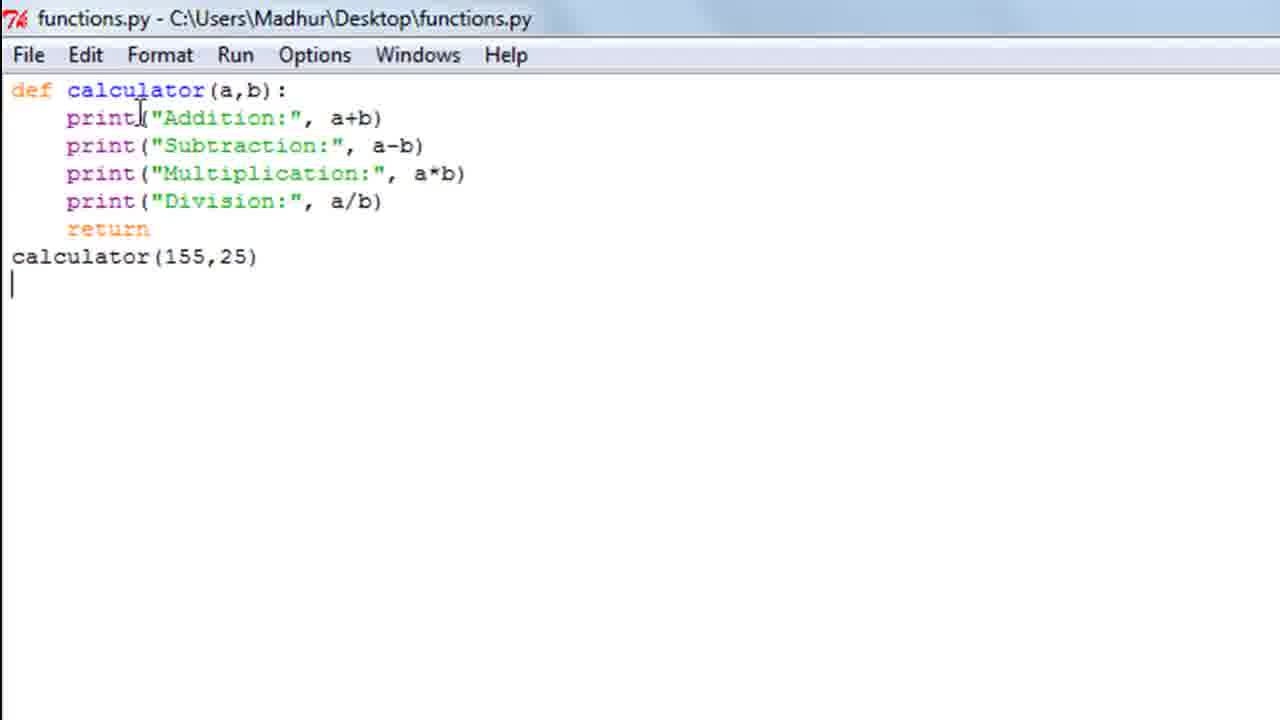 functions.py - C:\Users\Madhur\Desktop\functions.py
File Edit Format Run Options Windows Help
def calculator(a,b):
    print("Addition:", a+b)
    print("Subtraction:", a-b)
    print("Multiplication:", a*b)
    print("Division:", a/b)
    return
calculator(155,25)